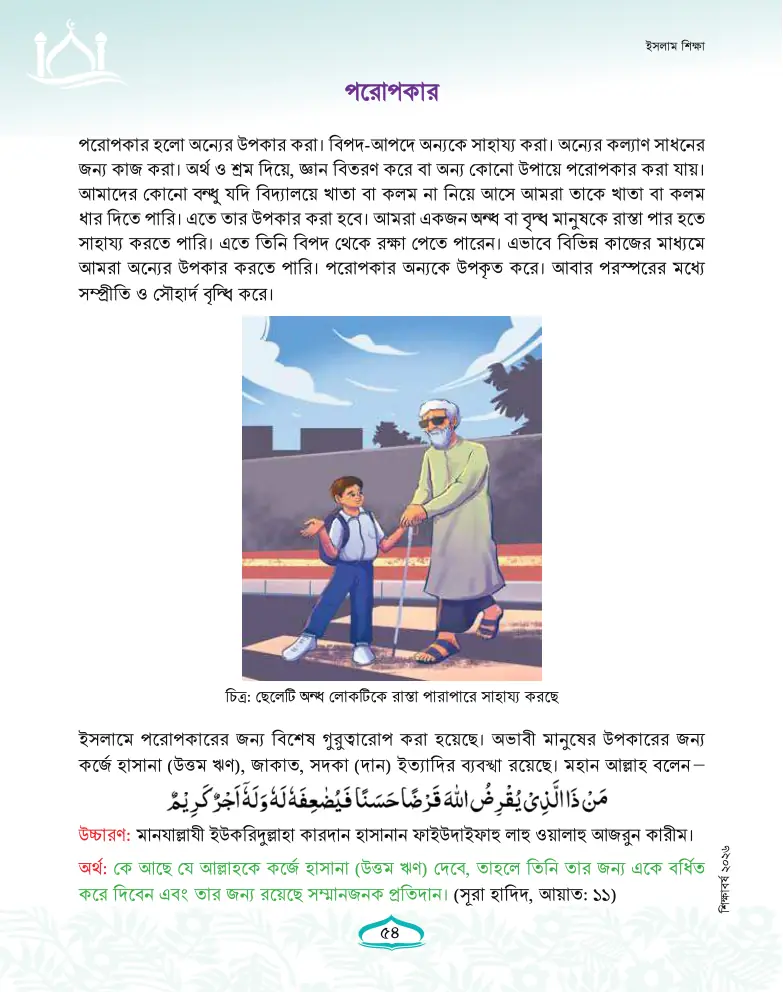 ইসলাম শিক্ষা
পরোপকার
পরোপকার হলো অন্যের উপকার করা। বিপদ-আপদে অন্যকে সাহায্য করা। অন্যের কল্যাণ সাধনের
জন্য কাজ করা। অর্থ ও শ্রম দিয়ে, জ্ঞান বিতরণ করে বা অন্য কোনো উপায়ে পরোপকার করা যায়।
আমাদের কোনো বন্ধু যদি বিদ্যালয়ে খাতা বা কলম না নিয়ে আসে আমরা তাকে খাতা বা কলম
ধার দিতে পারি। এতে তার উপকার করা হবে। আমরা একজন অন্ধ বা বৃদ্ধ মানুষকে রাস্তা পার হতে
সাহায্য করতে পারি। এতে তিনি বিপদ থেকে রক্ষা পেতে পারেন। এভাবে বিভিন্ন কাজের মাধ্যমে
আমরা অন্যের উপকার করতে পারি। পরোপকার অন্যকে উপকৃত করে। আবার পরস্পরের মধ্যে
সম্প্রীতি ও সৌহার্দ বৃদ্ধি করে।
চিত্র: ছেলেটি অন্ধ লোকটিকে রাস্তা পারাপারে সাহায্য করছে
ইসলামে পরোপকারের জন্য বিশেষ গুরুত্বারোপ করা হয়েছে। অভাবী মানুষের উপকারের জন্য
কর্জে হাসানা (উত্তম ঋণ), জাকাত, সদকা (দান) ইত্যাদির ব্যবস্থা রয়েছে। মহান আল্লাহ বলেন–
مَنْ ذَا الَّذِىْ يُقْرِضُ اللهَ قَرْضًا حَسَنًا فَيُضٰعِفَهٗ لَهٗ وَلَهٗٓ اَجْرٌ كَرِيْمٌ
উচ্চারণ: মানযাল্লাযী ইউকরিদুল্লাহা কারদান হাসানান ফাইউদাইফাহু লাহু ওয়ালাহু আজরুন কারীম।
অর্থ: কে আছে যে আল্লাহকে কর্জে হাসানা (উত্তম ঋণ) দেবে, তাহলে তিনি তার জন্য একে বর্ধিত
করে দিবেন এবং তার জন্য রয়েছে সম্মানজনক প্রতিদান। (সূরা হাদিদ, আয়াত: ১১)
শিক্ষাবর্ষ ২০২৬
৫৪